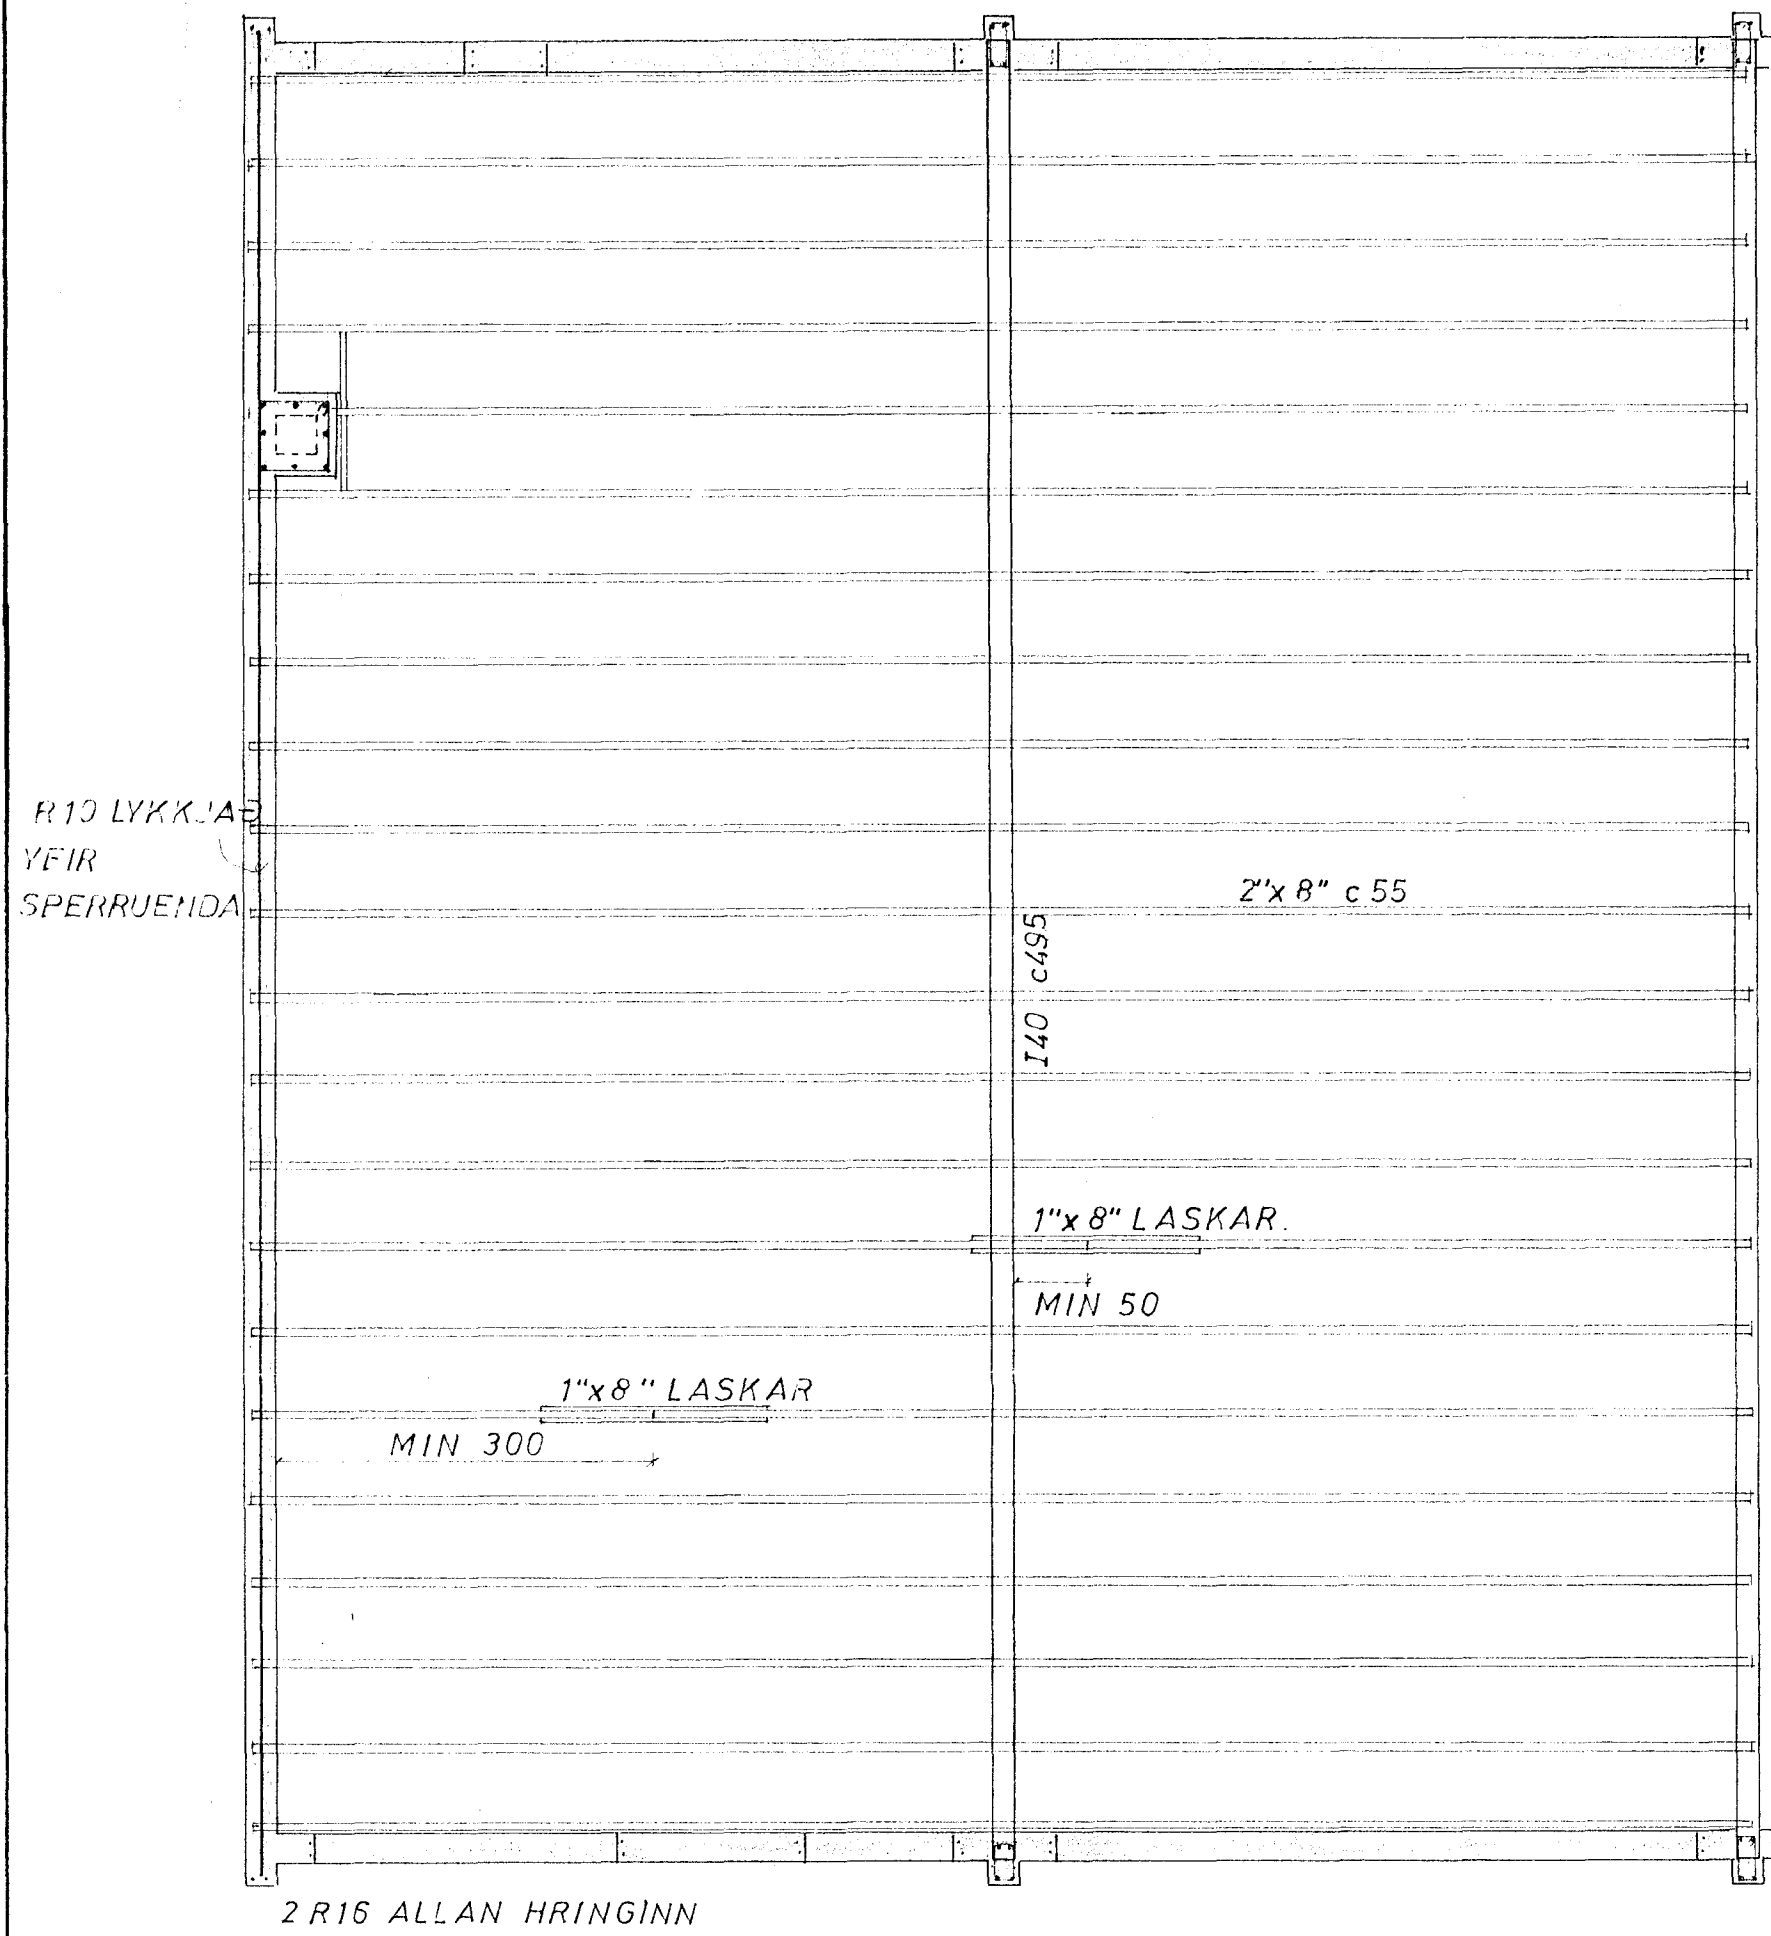 R10 LYKKJAÐ
YFIR
SPERRUENDA
2"x 8" c 55
I40 c495
1"x 8" LASKAR.
MIN 50
1"x 8" LASKAR
MIN 300
2 R16 ALLAN HRINGINN